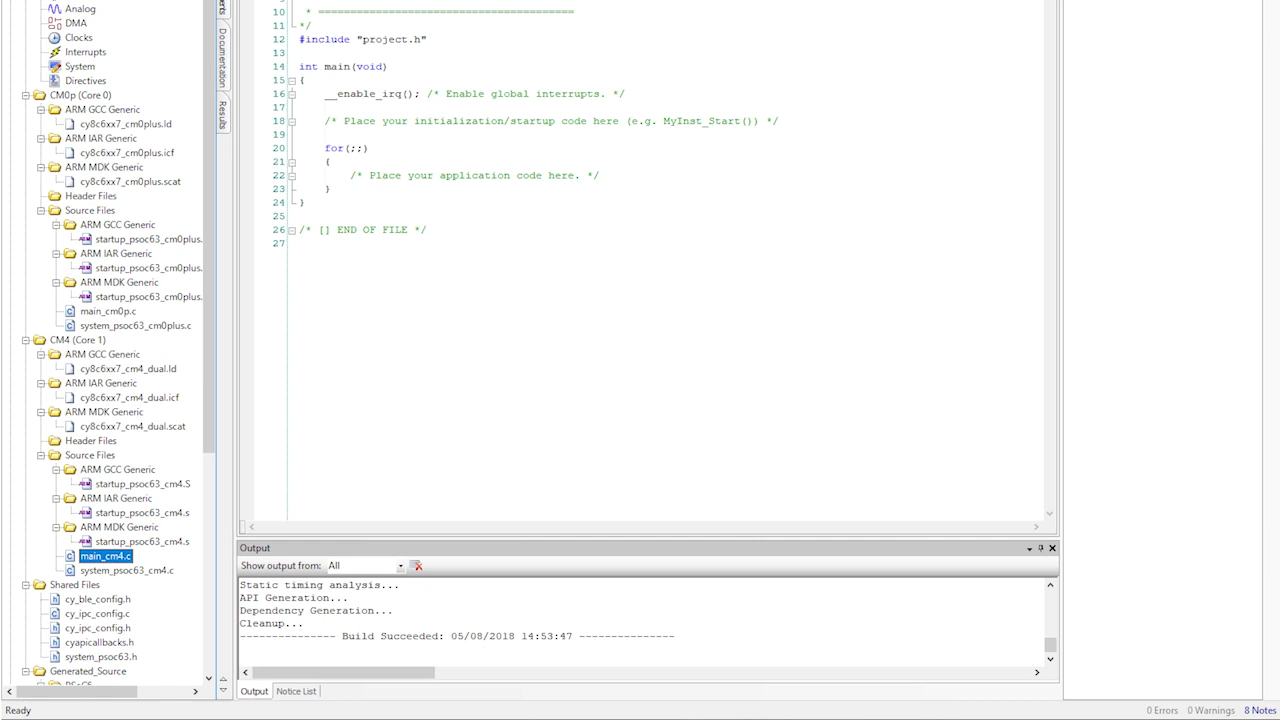 Analog
DMA
Clocks
Interrupts
System
Directives
CM0p (Core 0)
ARM GCC Generic
cy8c6xx7_cm0plus.ld
ARM IAR Generic
cy8c6xx7_cm0plus.icf
ARM MDK Generic
cy8c6xx7_cm0plus.scat
Header Files
Source Files
ARM GCC Generic
startup_psoc63_cm0plus.
ARM IAR Generic
startup_psoc63_cm0plus.
ARM MDK Generic
startup_psoc63_cm0plus.
main_cm0p.c
system_psoc63_cm0plus.c
CM4 (Core 1)
ARM GCC Generic
cy8c6xx7_cm4_dual.ld
ARM IAR Generic
cy8c6xx7_cm4_dual.icf
ARM MDK Generic
cy8c6xx7_cm4_dual.scat
Header Files
Source Files
ARM GCC Generic
startup_psoc63_cm4.S
ARM IAR Generic
startup_psoc63_cm4.s
ARM MDK Generic
startup_psoc63_cm4.s
main_cm4.c
system_psoc63_cm4.c
Shared Files
cy_ble_config.h
cy_ipc_config.c
cy_ipc_config.h
cyapicallbacks.h
system_psoc63.h
Generated_Source
Documentation
Results
10 * ========================================
11 */
12 #include "project.h"
13
14 int main(void)
15 {
16 __enable_irq(); /* Enable global interrupts. */
17
18 /* Place your initialization/startup code here (e.g. MyInst_Start()) */
19
20 for(;;)
21 {
22 /* Place your application code here. */
23 }
24 }
25
26 /* [] END OF FILE */
27
Output
Show output from: All
Static timing analysis...
API Generation...
Dependency Generation...
Cleanup...
--------------- Build Succeeded: 05/08/2018 14:53:47 ---------------
Output Notice List
Ready 0 Errors 0 Warnings 8 Notes